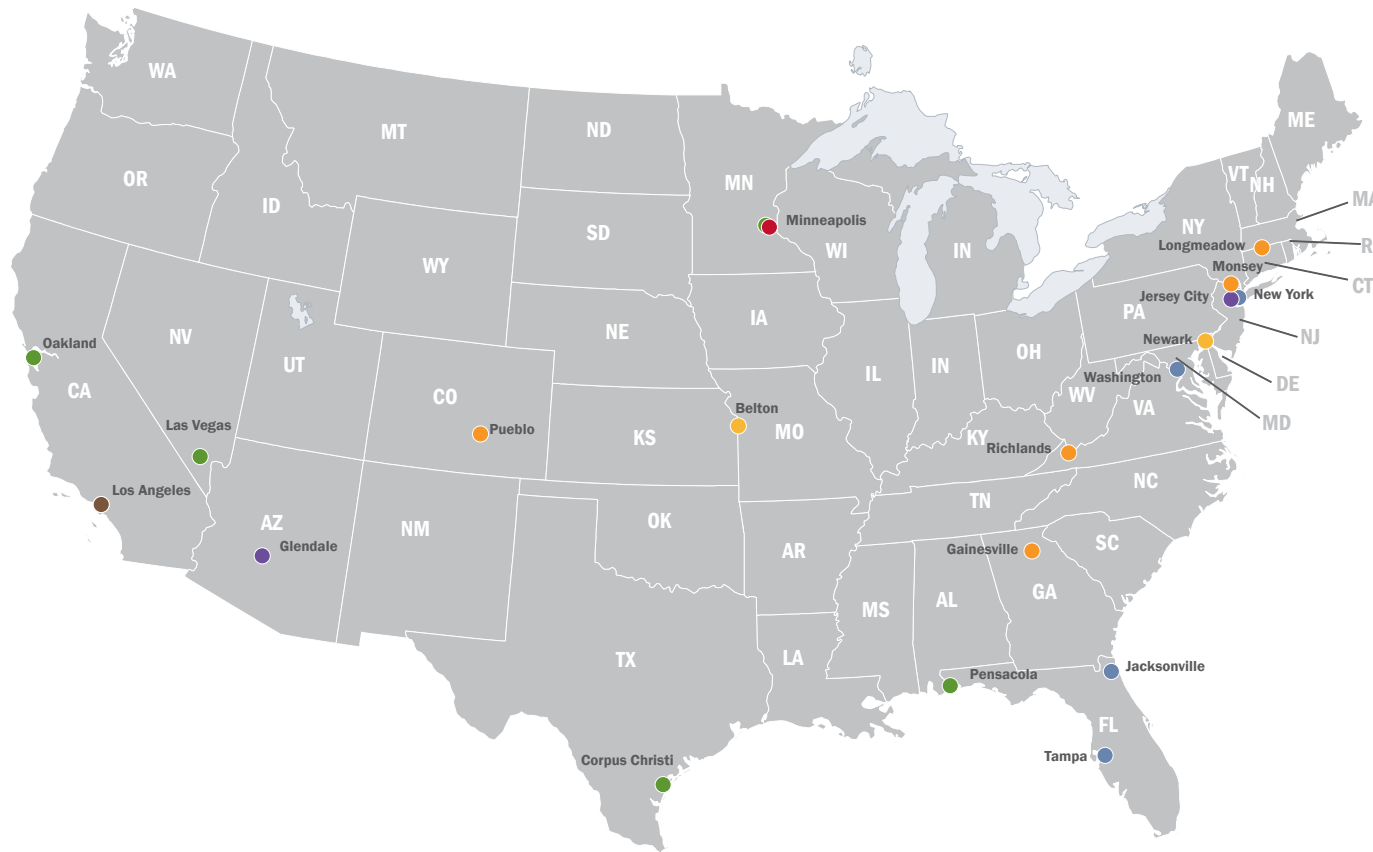 WA
MT
ND
ME
OR
ID
MN
VT
NH
MA
SD
Minneapolis
NY
WY
WI
IN
Longmeadow
R
Monsey
CT
Jersey City
New York
NV
UT
NE
IA
PA
NJ
Oakland
OH
Newark
CA
CO
IL
IN
Washington
DE
WV
VA
MD
Las Vegas
Pueblo
Belton
KS
MO
KY
Richlands
Los Angeles
AZ
NM
OK
TN
NC
Glendale
AR
Gainesville
SC
MS
AL
GA
TX
LA
Pensacola
Jacksonville
FL
Corpus Christi
Tampa